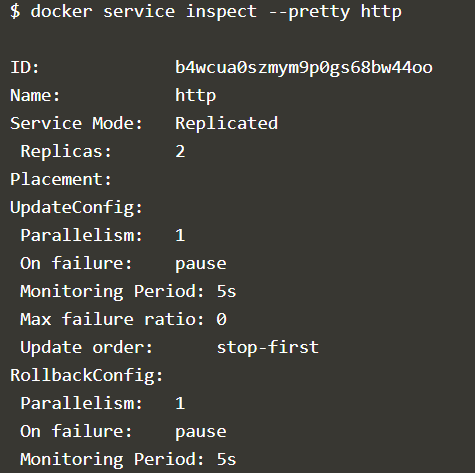 $ docker service inspect --pretty http
ID: b4wcua0szmym9p0gs68bw44oo
Name: http
Service Mode: Replicated
Replicas: 2
Placement:
UpdateConfig:
Parallelism: 1
On failure: pause
Monitoring Period: 5s
Max failure ratio: 0
Update order: stop-first
RollbackConfig:
Parallelism: 1
On failure: pause
Monitoring Period: 5s